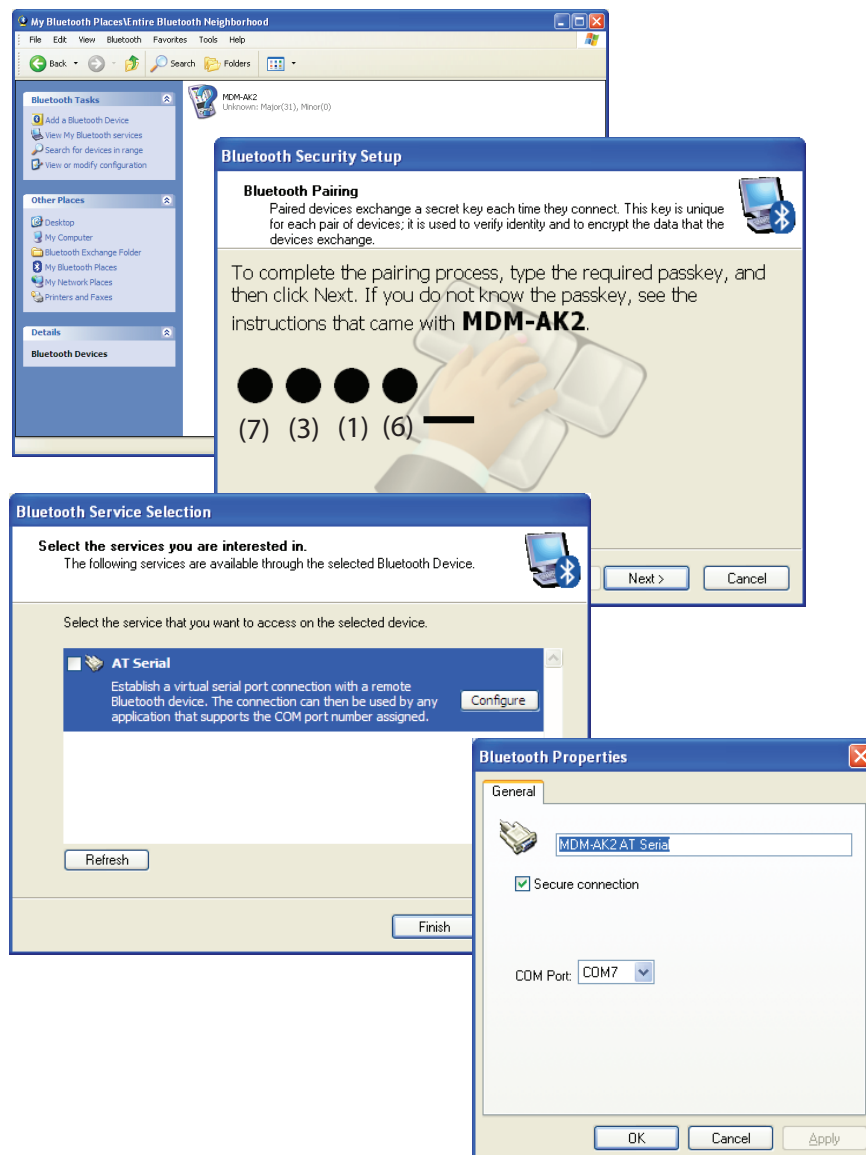 My Bluetooth Places\Entire Bluetooth Neighborhood
File Edit View Bluetooth Favorites Tools Help
Back Search Folders
Bluetooth Tasks
Add a Bluetooth Device
View My Bluetooth services
Search for devices in range
View or modify configuration
Other Places
Desktop
My Computer
Bluetooth Exchange Folder
My Bluetooth Places
My Network Places
Printers and Faxes
Details
Bluetooth Devices
MDM-AK2
Unknown: Major(31), Minor(0)
Bluetooth Security Setup
Bluetooth Pairing
Paired devices exchange a secret key each time they connect. This key is unique
for each pair of devices; it is used to verify identity and to encrypt the data that the
devices exchange.
To complete the pairing process, type the required passkey, and
then click Next. If you do not know the passkey, see the
instructions that came with MDM-AK2.
(7) (3) (1) (6)
Next > Cancel
Bluetooth Service Selection
Select the services you are interested in.
The following services are available through the selected Bluetooth Device.
Select the service that you want to access on the selected device.
AT Serial
Establish a virtual serial port connection with a remote
Bluetooth device. The connection can then be used by any
application that supports the COM port number assigned.
Configure
Refresh
Finish
Bluetooth Properties
General
MDM-AK2 AT Serial
Secure connection
COM Port: COM7
OK Cancel Apply